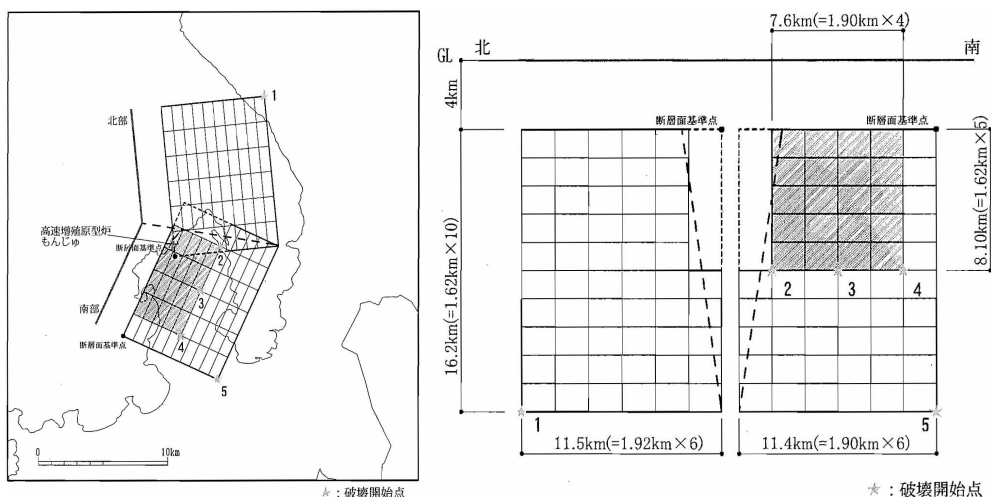 1
北部
高速増殖原型炉
もんじゅ
断層面基準点
2
3
南部
4
断層面基準点
5
0 10km
★：破壊開始点
7.6km(=1.90km×4)
GL 北 南
4km
断層面基準点 断層面基準点
16.2km(=1.62km×10)
8.10km(=1.62km×5)
2 3 4
1 5
11.5km(=1.92km×6) 11.4km(=1.90km×6)
★：破壊開始点